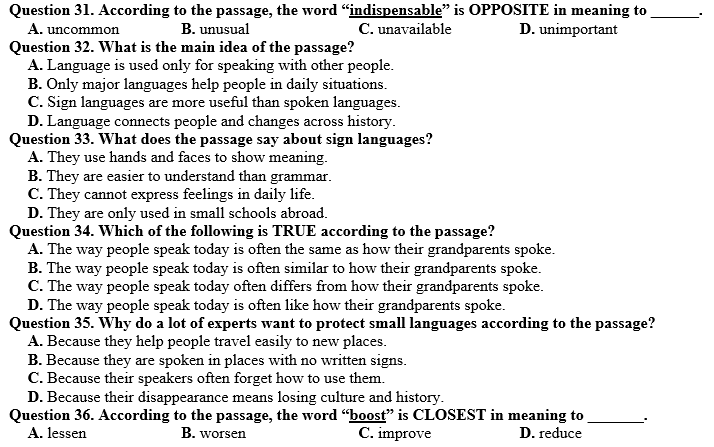 Question 31. According to the passage, the word “indispensable” is OPPOSITE in meaning to _______.
A. uncommon B. unusual C. unavailable D. unimportant
Question 32. What is the main idea of the passage?
A. Language is used only for speaking with other people.
B. Only major languages help people in daily situations.
C. Sign languages are more useful than spoken languages.
D. Language connects people and changes across history.
Question 33. What does the passage say about sign languages?
A. They use hands and faces to show meaning.
B. They are easier to understand than grammar.
C. They cannot express feelings in daily life.
D. They are only used in small schools abroad.
Question 34. Which of the following is TRUE according to the passage?
A. The way people speak today is often the same as how their grandparents spoke.
B. The way people speak today is often similar to how their grandparents spoke.
C. The way people speak today often differs from how their grandparents spoke.
D. The way people speak today is often like how their grandparents spoke.
Question 35. Why do a lot of experts want to protect small languages according to the passage?
A. Because they help people travel easily to new places.
B. Because they are spoken in places with no written signs.
C. Because their speakers often forget how to use them.
D. Because their disappearance means losing culture and history.
Question 36. According to the passage, the word “boost” is CLOSEST in meaning to ________.
A. lessen B. worsen C. improve D. reduce